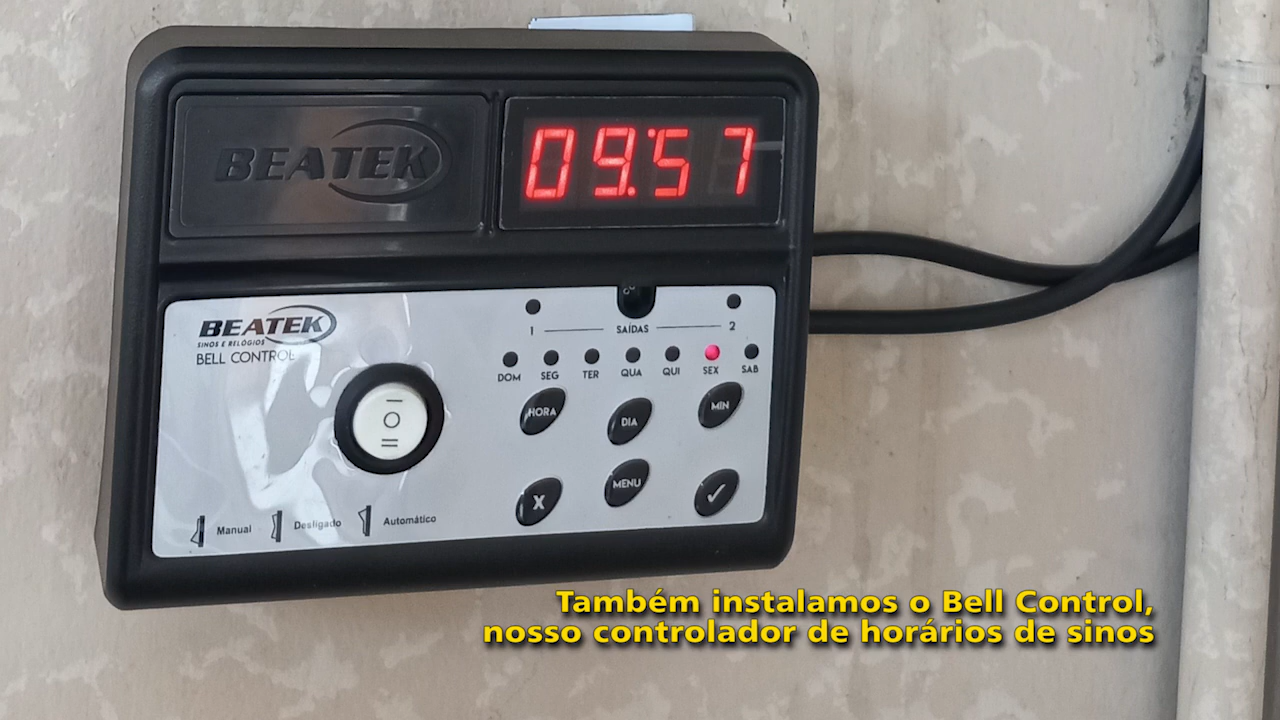 BEATEK
09:57
BEATEK
SINOS E RELÓGIOS
BELL CONTROL
1 SAÍDAS 2
DOM SEG TER QUA QUI SEX SAB
HORA DIA MIN
X MENU ✓
Manual Desligado Automático
Também instalamos o Bell Control,
nosso controlador de horários de sinos